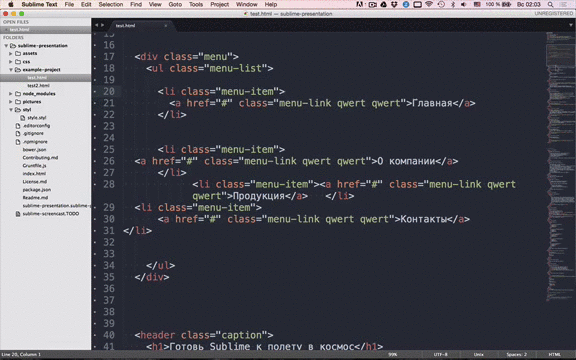 Sublime Text File Edit Selection Find View Goto Tools Project Window Help
100 % Вс 02:03
test.html — sublime-presentation
UNREGISTERED
OPEN FILES
test.html
FOLDERS
sublime-presentation
assets
css
example-project
test.html
test2.html
node_modules
pictures
styl
style.styl
.editorconfig
.gitignore
.npmignore
bower.json
Contributing.md
Gruntfile.js
index.html
License.md
package.json
Readme.md
sublime-presentation.sublime-
sublime-screencast.TODO
test.html
15
16
17 <div class="menu">
18 <ul class="menu-list">
19
20 <li class="menu-item">
21 <a href="#" class="menu-link qwert qwert">Главная</a>
22 </li>
23
24
25 <li class="menu-item">
26 <a href="#" class="menu-link qwert qwert">О компании</a>
27 </li>
28 <li class="menu-item"><a href="#" class="menu-link qwert
qwert">Продукция</a> </li>
29 <li class="menu-item">
30 <a href="#" class="menu-link qwert qwert">Контакты</a>
31 </li>
32
33
34 </ul>
35 </div>
36
37
38
39
40 <header class="caption">
41 <h1>Готовь Sublime к полету в космос</h1>
Line 20, Column 1
99%
UTF-8
Unix
Spaces: 2
HTML